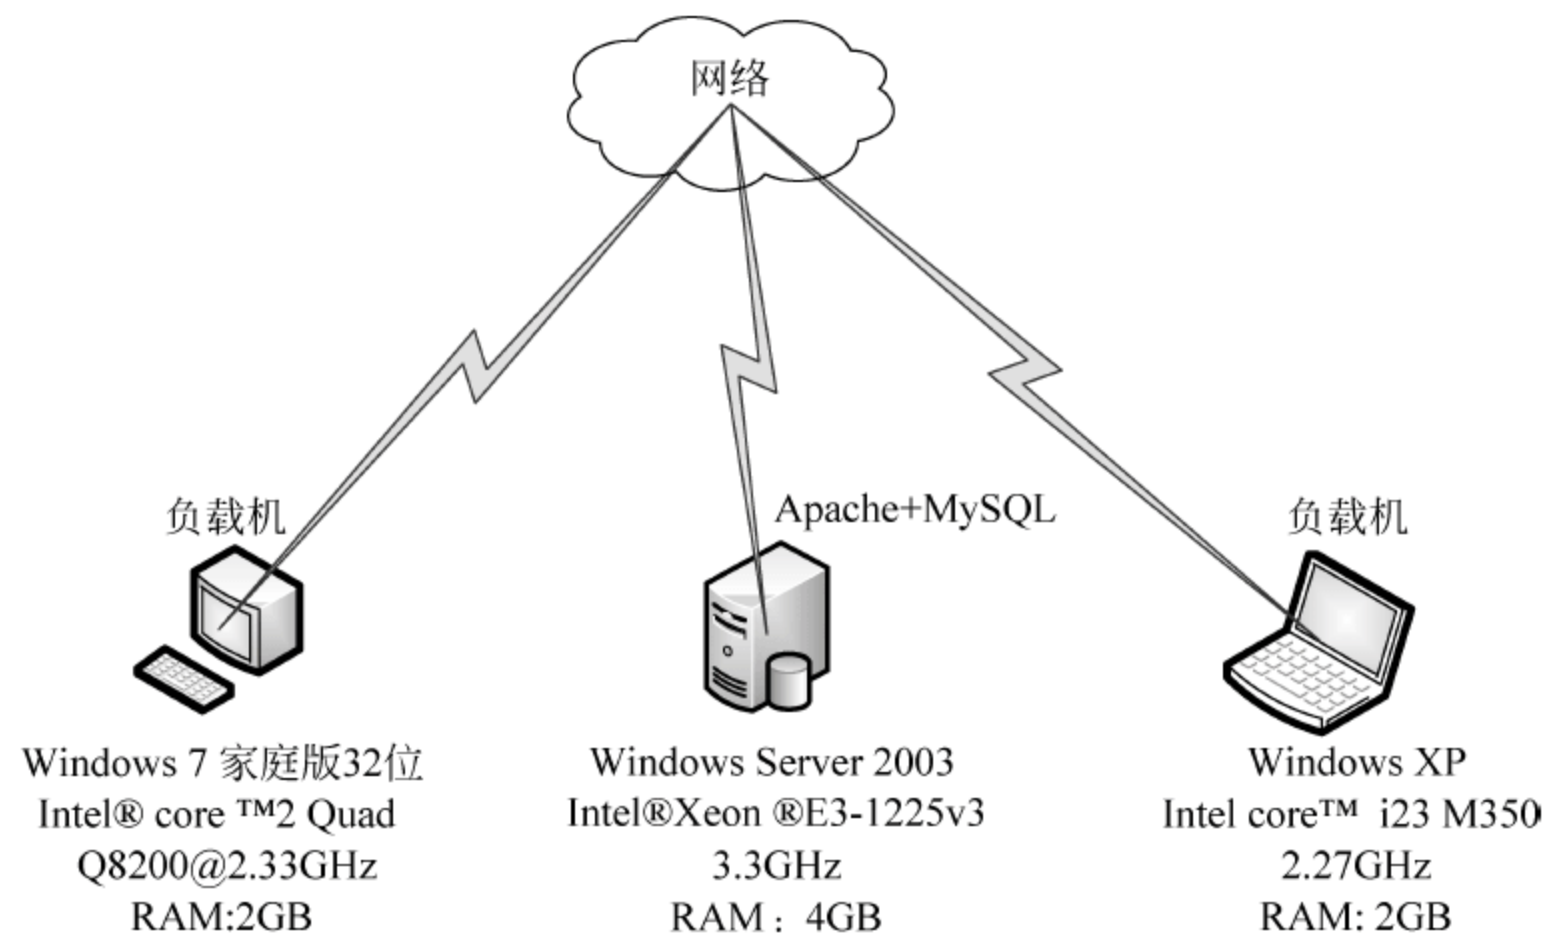 网络
负载机
Apache+MySQL
负载机
Windows 7 家庭版32位
Intel® core ™2 Quad
Q8200@2.33GHz
RAM:2GB
Windows Server 2003
Intel®Xeon ®E3-1225v3
3.3GHz
RAM：4GB
Windows XP
Intel core™ i23 M350
2.27GHz
RAM: 2GB